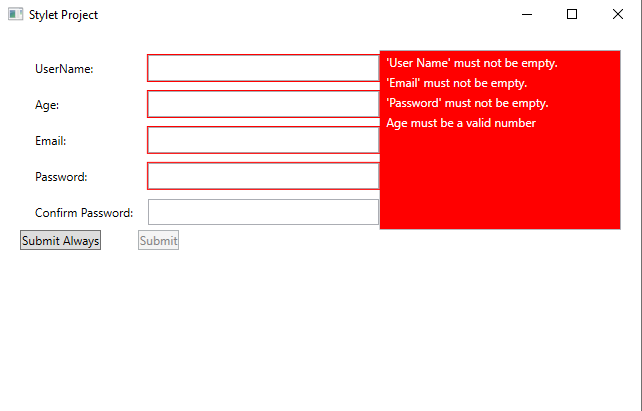 Stylet Project
UserName:
Age:
Email:
Password:
Confirm Password:
Submit Always
Submit
'User Name' must not be empty.
'Email' must not be empty.
'Password' must not be empty.
Age must be a valid number